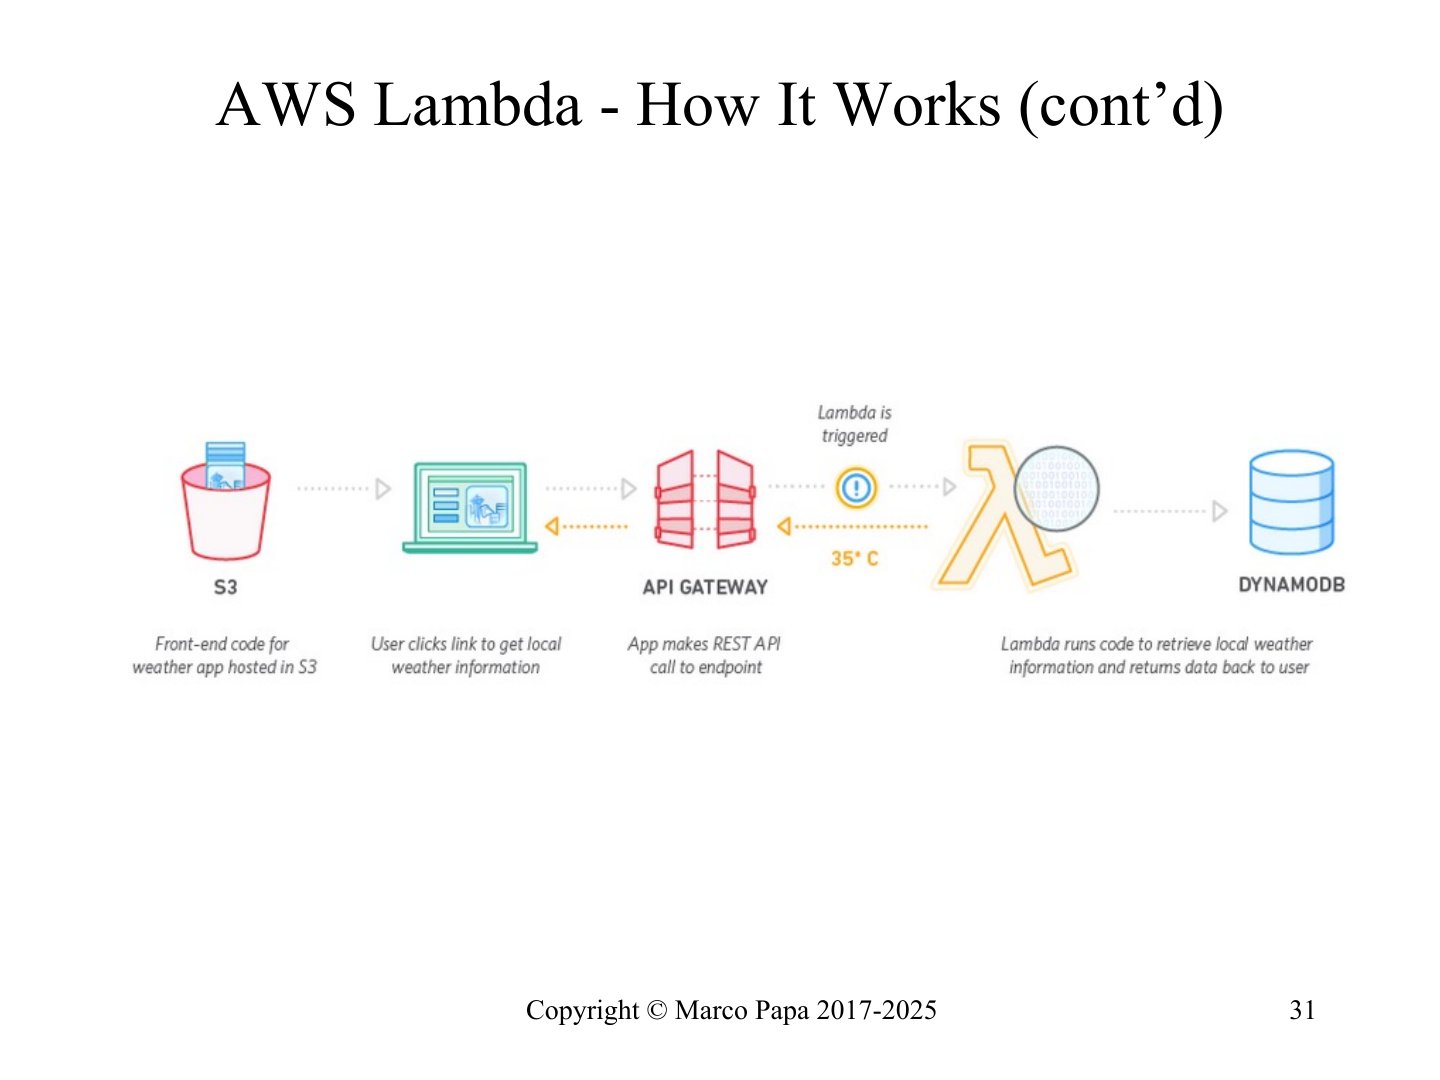 AWS Lambda - How It Works (cont’d)
Lambda is
triggered
35° C
S3
API GATEWAY
DYNAMODB
Front-end code for
weather app hosted in S3
User clicks link to get local
weather information
App makes REST API
call to endpoint
Lambda runs code to retrieve local weather
information and returns data back to user
Copyright © Marco Papa 2017-2025
31